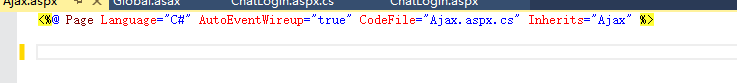 Ajax.aspx Global.asax ChatLogin.aspx.cs ChatLogin.aspx
<%@ Page Language="C#" AutoEventWireup="true" CodeFile="Ajax.aspx.cs" Inherits="Ajax" %>